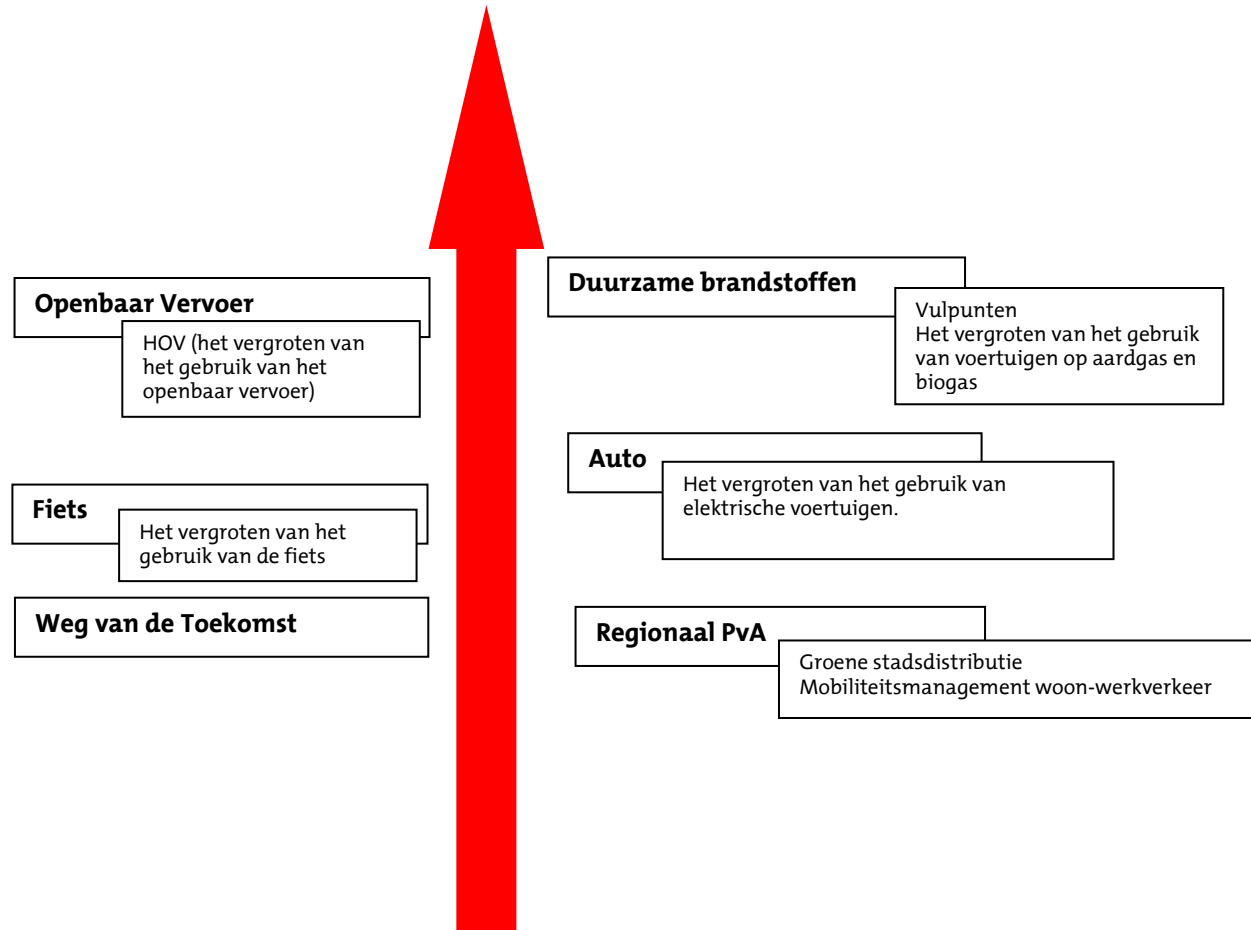 Openbaar Vervoer
HOV (het vergroten van
het gebruik van het
openbaar vervoer)
Fiets
Het vergroten van het
gebruik van de fiets
Weg van de Toekomst
Duurzame brandstoffen
Vulpunten
Het vergroten van het gebruik
van voertuigen op aardgas en
biogas
Auto
Het vergroten van het gebruik van
elektrische voertuigen.
Regionaal PvA
Groene stadsdistributie
Mobiliteitsmanagement woon-werkverkeer